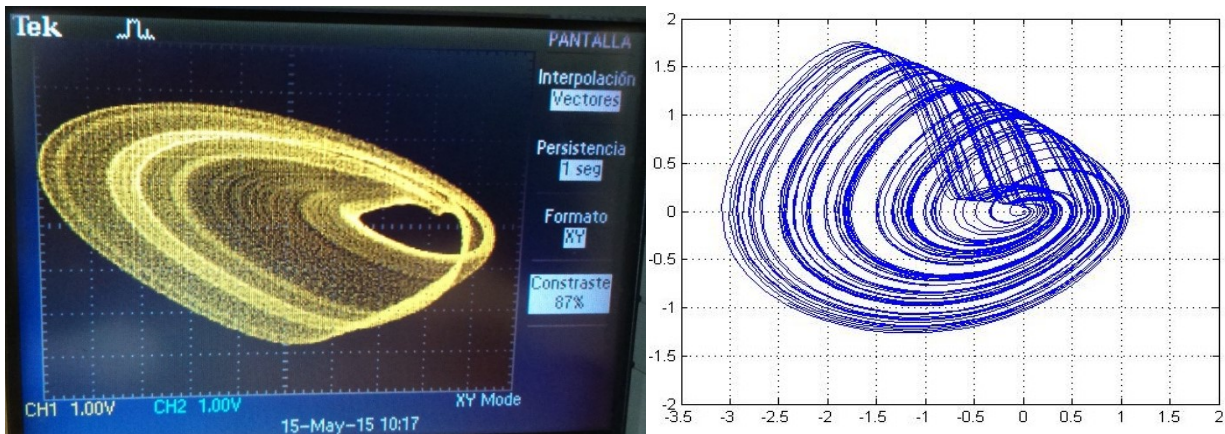 Tek
PANTALLA
Interpolación
Vectores
Persistencia
1 seg
Formato
XY
Constraste
87%
CH1 1.00V CH2 1.00V XY Mode
15-May-15 10:17
2
1.5
1
0.5
0
-0.5
-1
-1.5
-2
-3.5 -3 -2.5 -2 -1.5 -1 -0.5 0 0.5 1 1.5 2